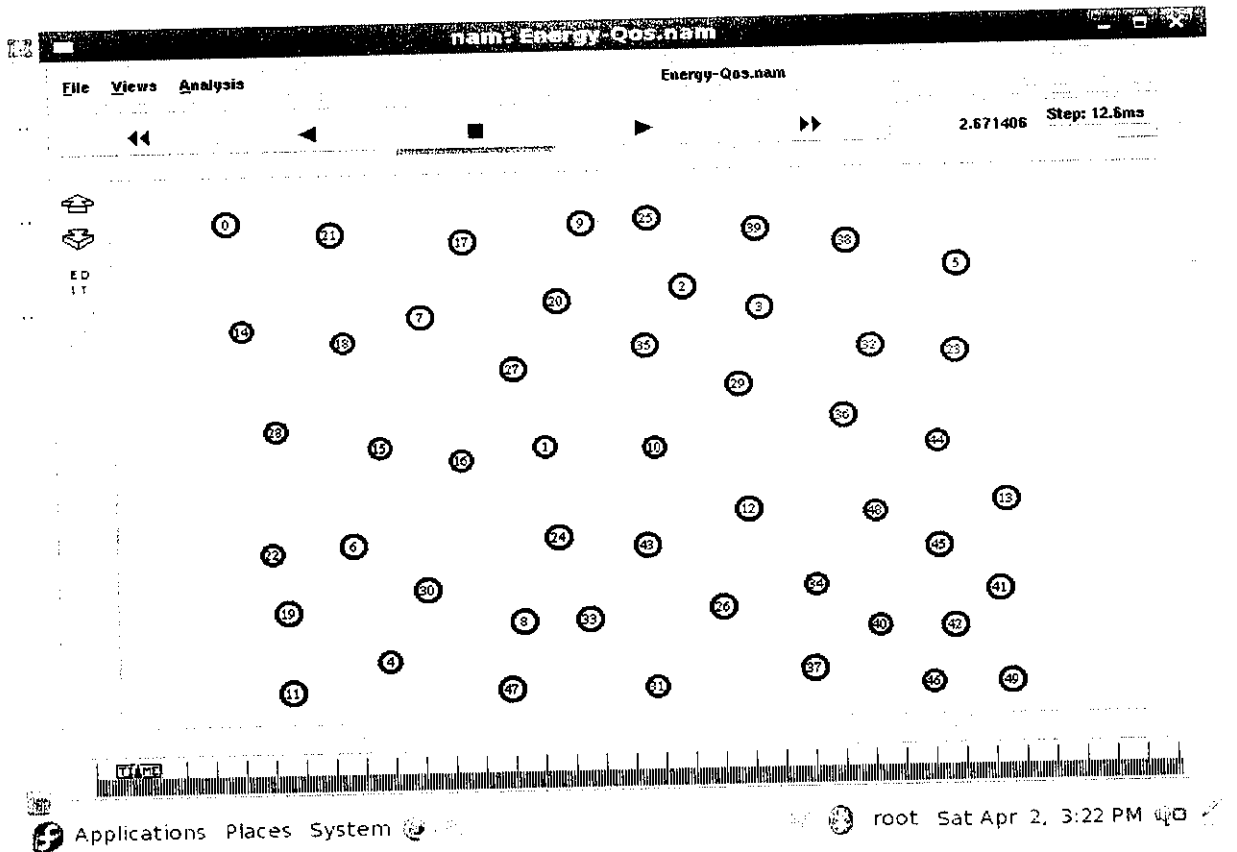 nam: Energy-Qos.nam
File Views Analysis Energy-Qos.nam
2.671406 Step: 12.6ms
0 21 17 9 25 39 38 5
2
20 3
7
14 18 35 32 23
27 29
36
28 15 16 1 10 44
13
12 48
24 43 45
22 6
34 41
30 26
19 8 33 40 42
4 37
11 47 31 46 49
ED
IT
TIME
Applications Places System root Sat Apr 2, 3:22 PM